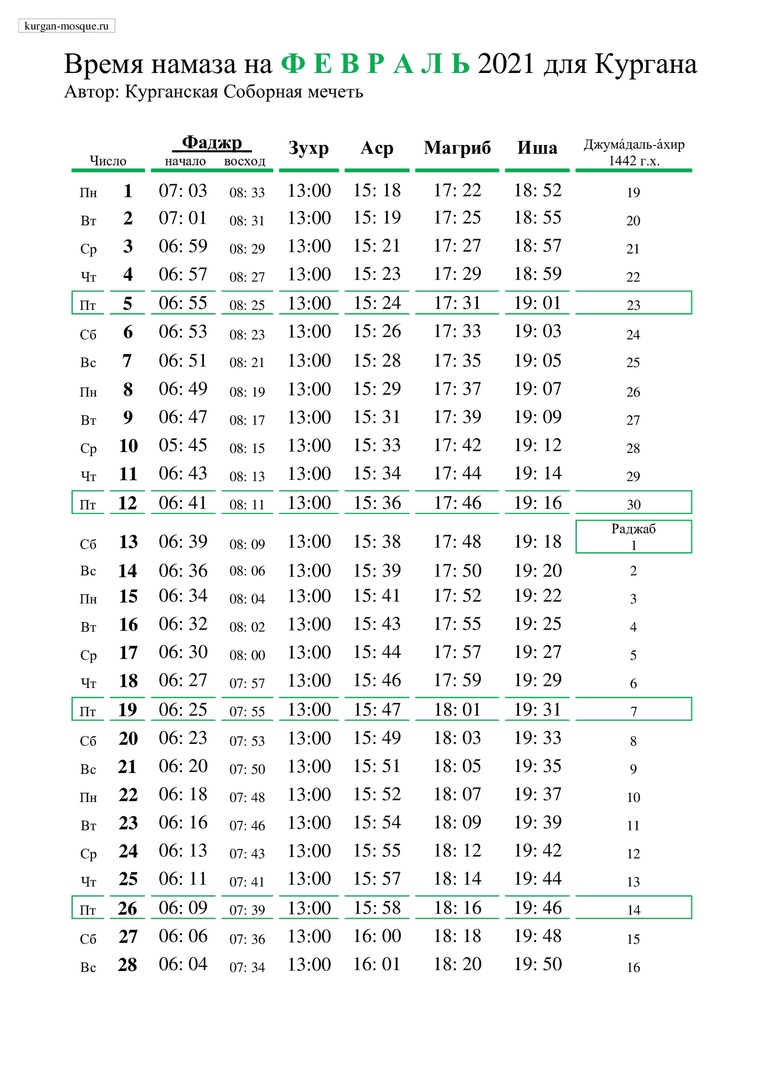 kurgan-mosque.ru
Время намаза на Ф Е В Р А Л Ь 2021 для Кургана
Автор: Курганская Соборная мечеть
Число Фаджр начало восход Зухр Аср Магриб Иша Джума́даль-а́хир 1442 г.х.
Пн 1 07: 03 08: 33 13:00 15: 18 17: 22 18: 52 19
Вт 2 07: 01 08: 31 13:00 15: 19 17: 25 18: 55 20
Ср 3 06: 59 08: 29 13:00 15: 21 17: 27 18: 57 21
Чт 4 06: 57 08: 27 13:00 15: 23 17: 29 18: 59 22
Пт 5 06: 55 08: 25 13:00 15: 24 17: 31 19: 01 23
Сб 6 06: 53 08: 23 13:00 15: 26 17: 33 19: 03 24
Вс 7 06: 51 08: 21 13:00 15: 28 17: 35 19: 05 25
Пн 8 06: 49 08: 19 13:00 15: 29 17: 37 19: 07 26
Вт 9 06: 47 08: 17 13:00 15: 31 17: 39 19: 09 27
Ср 10 05: 45 08: 15 13:00 15: 33 17: 42 19: 12 28
Чт 11 06: 43 08: 13 13:00 15: 34 17: 44 19: 14 29
Пт 12 06: 41 08: 11 13:00 15: 36 17: 46 19: 16 30
Раджаб
Сб 13 06: 39 08: 09 13:00 15: 38 17: 48 19: 18 1
Вс 14 06: 36 08: 06 13:00 15: 39 17: 50 19: 20 2
Пн 15 06: 34 08: 04 13:00 15: 41 17: 52 19: 22 3
Вт 16 06: 32 08: 02 13:00 15: 43 17: 55 19: 25 4
Ср 17 06: 30 08: 00 13:00 15: 44 17: 57 19: 27 5
Чт 18 06: 27 07: 57 13:00 15: 46 17: 59 19: 29 6
Пт 19 06: 25 07: 55 13:00 15: 47 18: 01 19: 31 7
Сб 20 06: 23 07: 53 13:00 15: 49 18: 03 19: 33 8
Вс 21 06: 20 07: 50 13:00 15: 51 18: 05 19: 35 9
Пн 22 06: 18 07: 48 13:00 15: 52 18: 07 19: 37 10
Вт 23 06: 16 07: 46 13:00 15: 54 18: 09 19: 39 11
Ср 24 06: 13 07: 43 13:00 15: 55 18: 12 19: 42 12
Чт 25 06: 11 07: 41 13:00 15: 57 18: 14 19: 44 13
Пт 26 06: 09 07: 39 13:00 15: 58 18: 16 19: 46 14
Сб 27 06: 06 07: 36 13:00 16: 00 18: 18 19: 48 15
Вс 28 06: 04 07: 34 13:00 16: 01 18: 20 19: 50 16